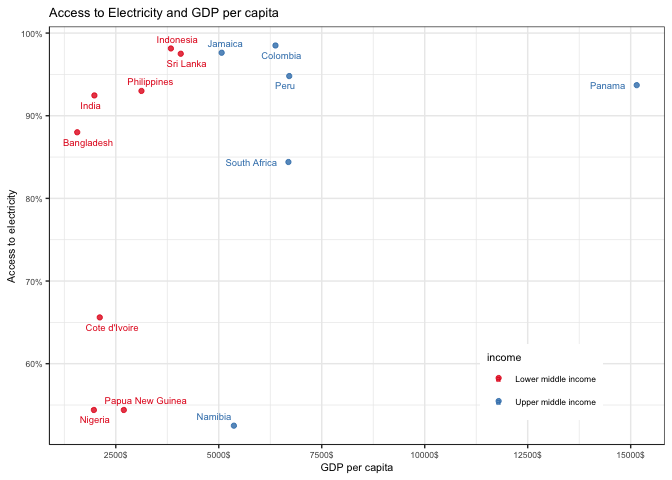 Access to Electricity and GDP per capita
100%
90%
80%
70%
60%
Access to electricity
Indonesia
Jamaica
Colombia
Sri Lanka
Philippines
Peru
Panama
India
Bangladesh
South Africa
Cote d'Ivoire
Papua New Guinea
Nigeria
Namibia
income
Lower middle income
Upper middle income
2500$ 5000$ 7500$ 10000$ 12500$ 15000$
GDP per capita